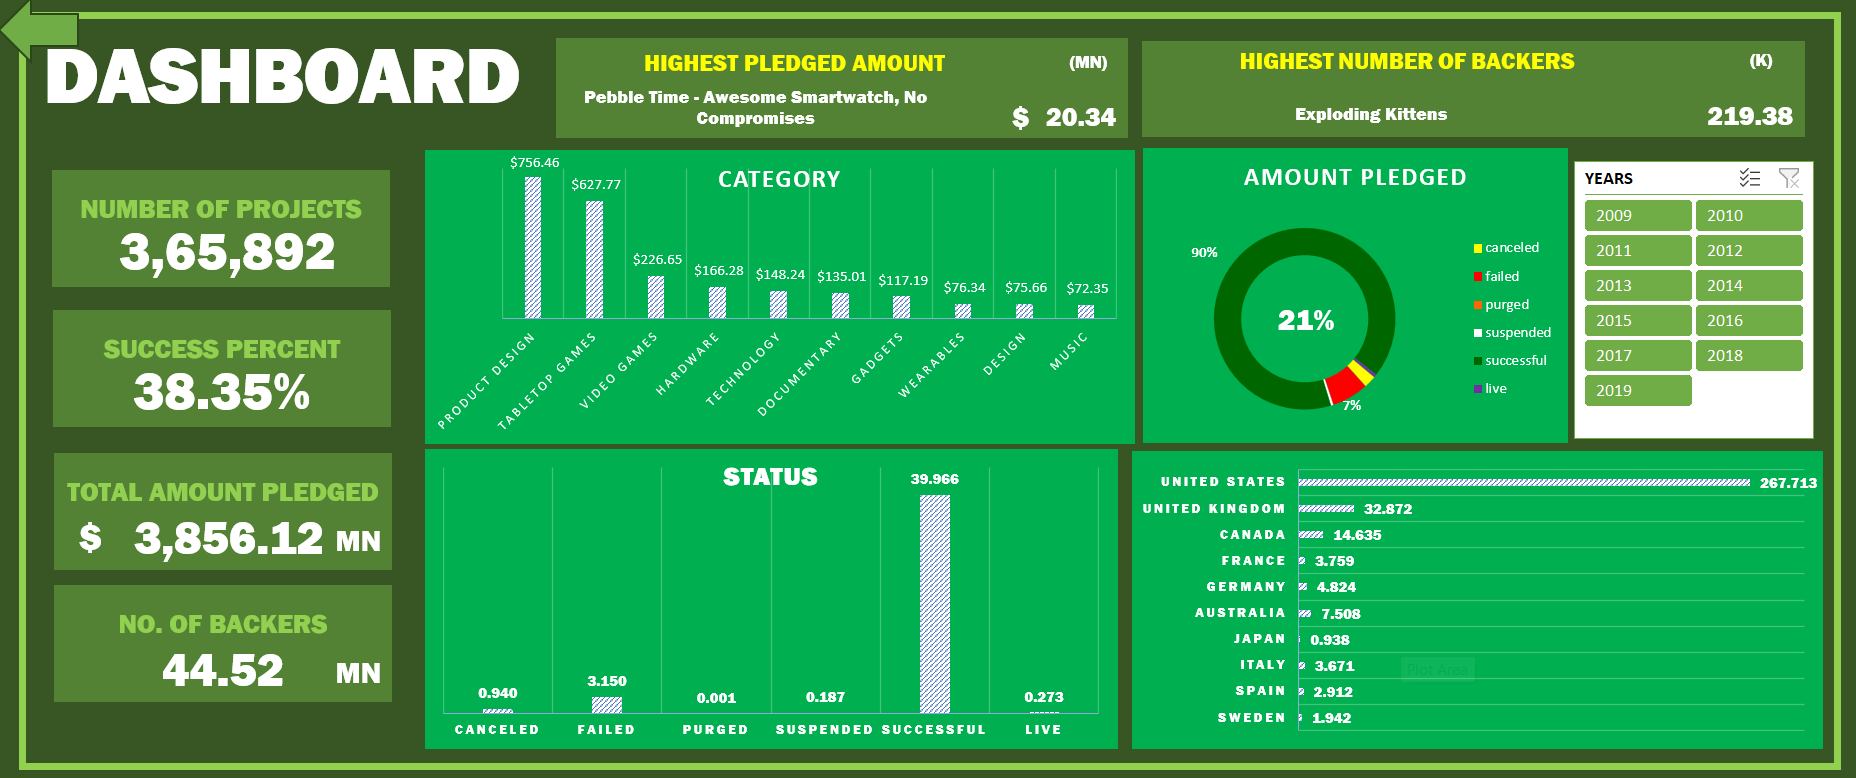 DASHBOARD
HIGHEST PLEDGED AMOUNT (MN)
Pebble Time - Awesome Smartwatch, No
Compromises
$ 20.34
HIGHEST NUMBER OF BACKERS (K)
Exploding Kittens 219.38
NUMBER OF PROJECTS
3,65,892
SUCCESS PERCENT
38.35%
TOTAL AMOUNT PLEDGED
$ 3,856.12 MN
NO. OF BACKERS
44.52 MN
CATEGORY
$756.46
$627.77
$226.65
$166.28
$148.24
$135.01
$117.19
$76.34
$75.66
$72.35
PRODUCT DESIGN
TABLETOP GAMES
VIDEO GAMES
HARDWARE
TECHNOLOGY
DOCUMENTARY
GADGETS
WEARABLES
DESIGN
MUSIC
AMOUNT PLEDGED
90%
21%
7%
canceled
failed
purged
suspended
successful
live
YEARS
2009 2010
2011 2012
2013 2014
2015 2016
2017 2018
2019
STATUS
0.940
3.150
0.001
0.187
39.966
0.273
CANCELED FAILED PURGED SUSPENDED SUCCESSFUL LIVE
UNITED STATES 267.713
UNITED KINGDOM 32.872
CANADA 14.635
FRANCE 3.759
GERMANY 4.824
AUSTRALIA 7.508
JAPAN 0.938
ITALY 3.671
Plot Area
SPAIN 2.912
SWEDEN 1.942